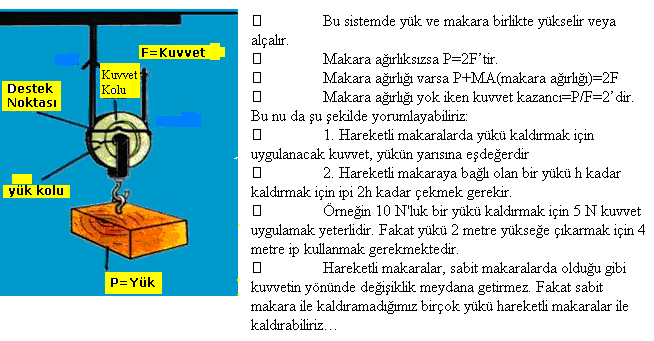 F=Kuvvet
Kuvvet
Kolu
Destek
Noktası
yük kolu
P=Yük
Bu sistemde yük ve makara birlikte yükselir veya
alçalır.
Makara ağırlıksızsa P=2F’tir.
Makara ağırlığı varsa P+MA(makara ağırlığı)=2F
Makara ağırlığı yok iken kuvvet kazancı=P/F=2’dir.
Bu nu da şu şekilde yorumlayabiliriz:
1. Hareketli makaralarda yükü kaldırmak için
uygulanacak kuvvet, yükün yarısına eşdeğerdir
2. Hareketli makaraya bağlı olan bir yükü h kadar
kaldırmak için ipi 2h kadar çekmek gerekir.
Örneğin 10 N'luk bir yükü kaldırmak için 5 N kuvvet
uygulamak yeterlidir. Fakat yükü 2 metre yükseğe çıkarmak için 4
metre ip kullanmak gerekmektedir.
Hareketli makaralar, sabit makaralarda olduğu gibi
kuvvetin yönünde değişiklik meydana getirmez. Fakat sabit
makara ile kaldıramadığımız birçok yükü hareketli makaralar ile
kaldırabiliriz…